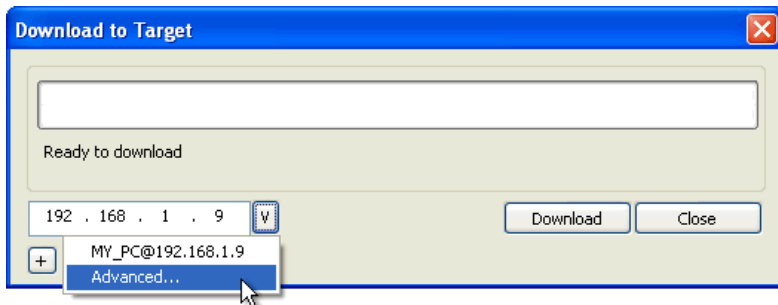 Download to Target
Ready to download
192 . 168 . 1 . 9 V
Download Close
+
MY_PC@192.168.1.9
Advanced...